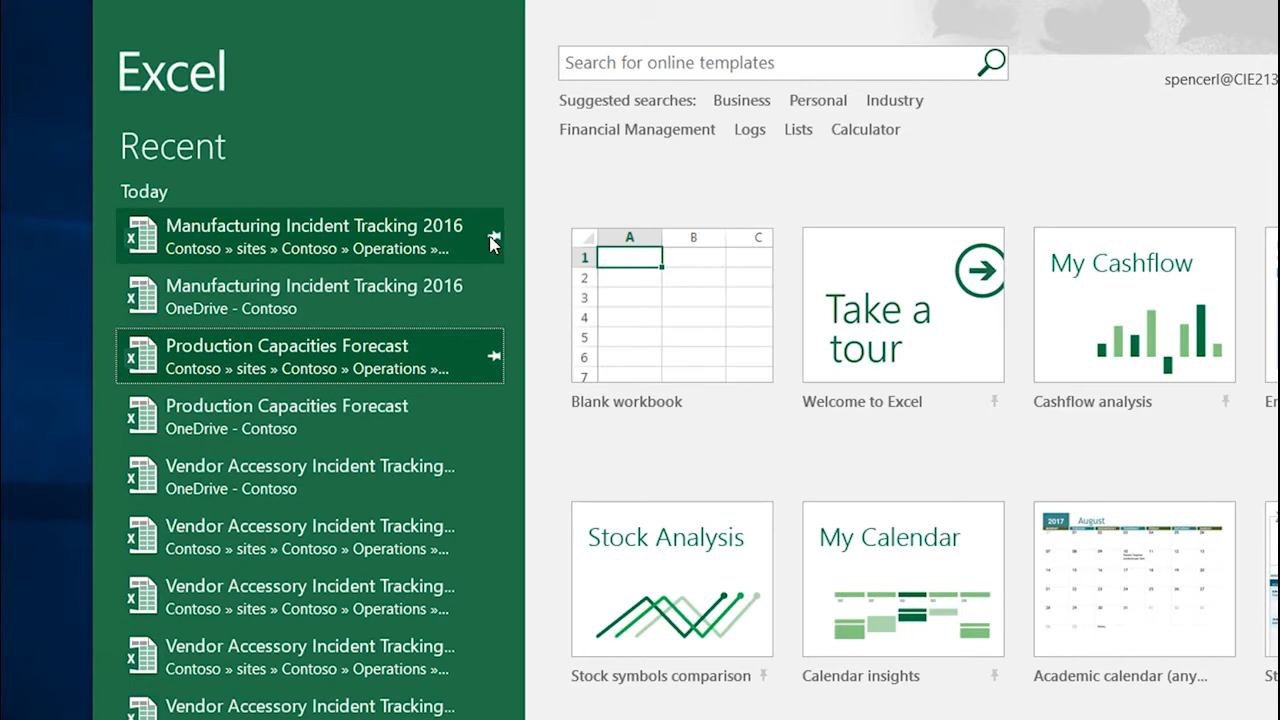 Excel
Recent
Today
Manufacturing Incident Tracking 2016
Contoso » sites » Contoso » Operations »...
Manufacturing Incident Tracking 2016
OneDrive - Contoso
Production Capacities Forecast
Contoso » sites » Contoso » Operations »...
Production Capacities Forecast
OneDrive - Contoso
Vendor Accessory Incident Tracking...
OneDrive - Contoso
Vendor Accessory Incident Tracking...
Contoso » sites » Contoso » Operations »...
Vendor Accessory Incident Tracking...
Contoso » sites » Contoso » Operations »...
Vendor Accessory Incident Tracking...
Contoso » sites » Contoso » Operations »...
Vendor Accessory Incident Tracking...
Search for online templates
spencerl@CIE213
Suggested searches: Business Personal Industry
Financial Management Logs Lists Calculator
A B C
1
2
3
4
5
6
7
Blank workbook
Take a
tour
Welcome to Excel
My Cashflow
Cashflow analysis
Stock Analysis
Stock symbols comparison
My Calendar
Calendar insights
2017 August
Academic calendar (any...